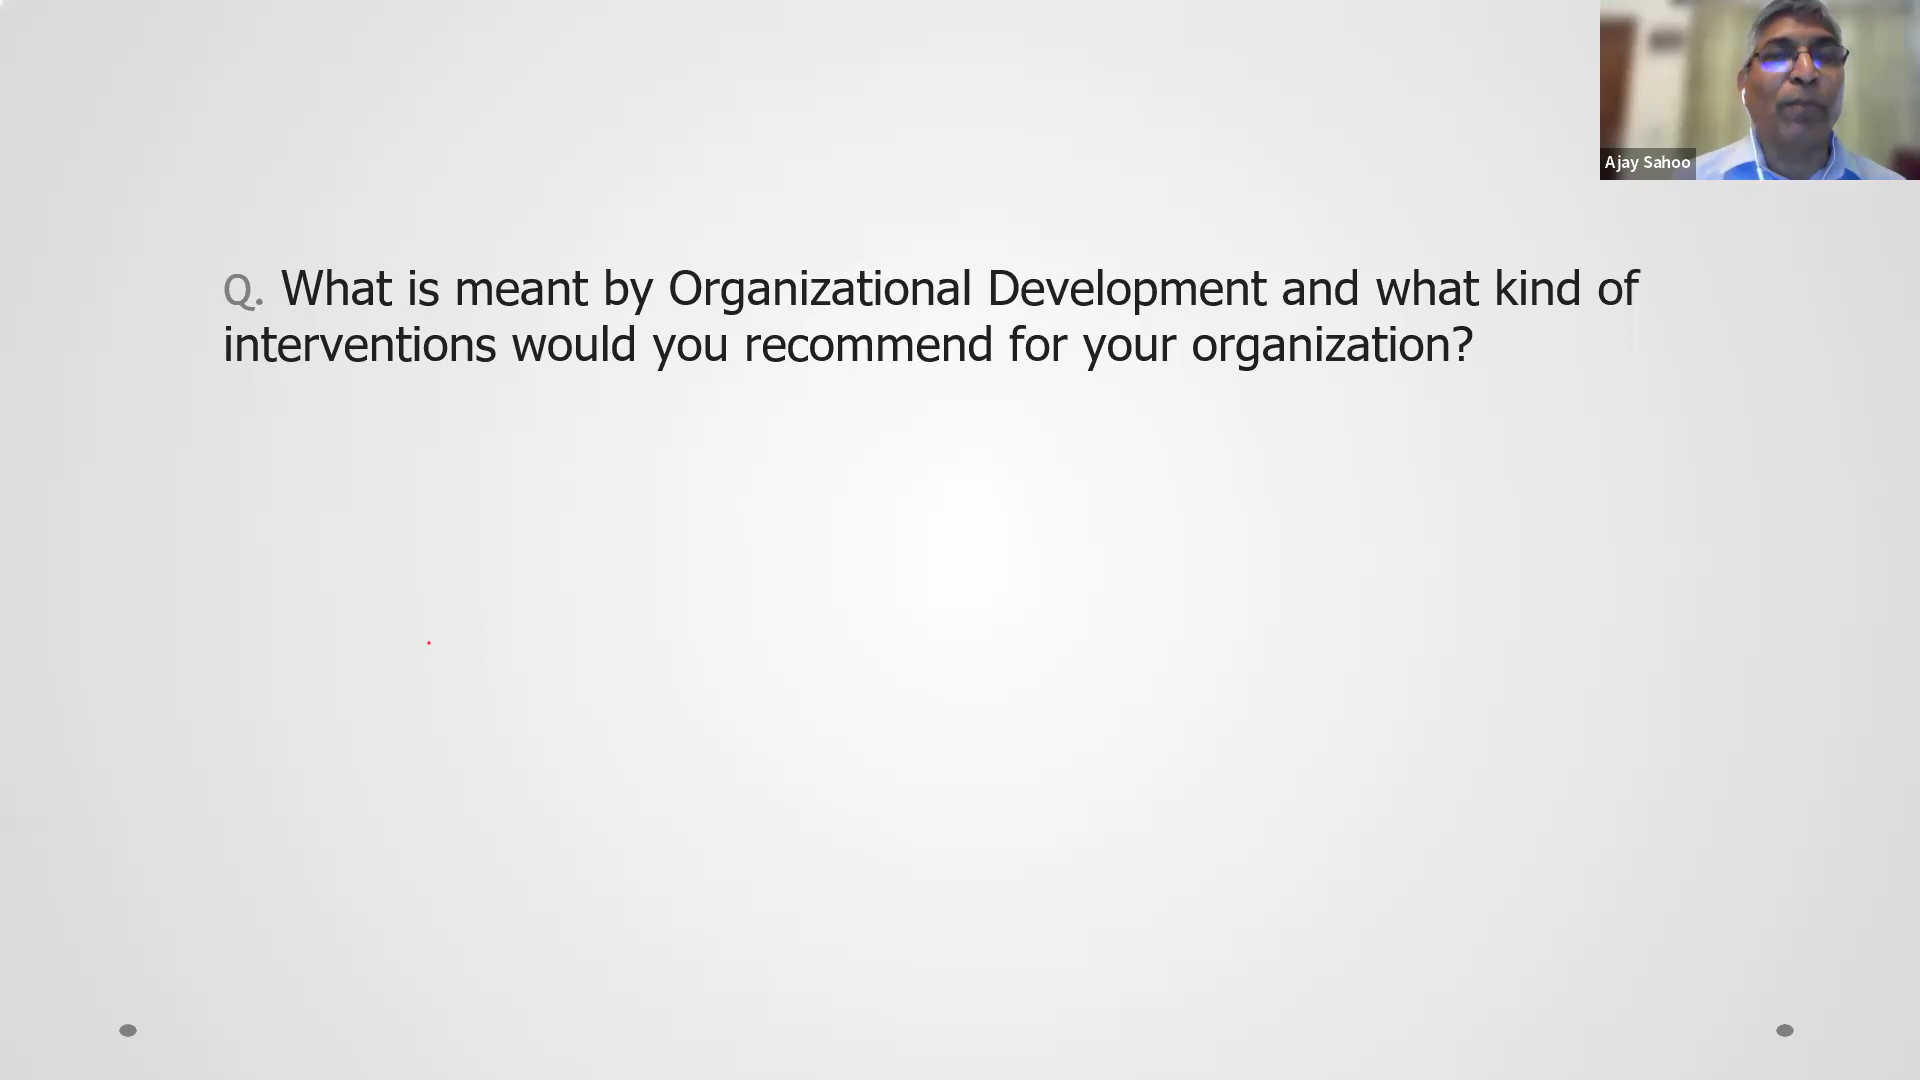 Ajay Sahoo
Q. What is meant by Organizational Development and what kind of
interventions would you recommend for your organization?